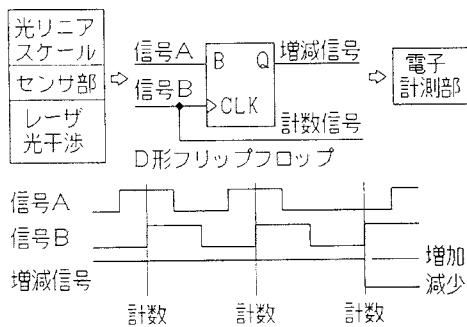 光リニア
スケール
センサ部
レーザ
光干渉
信号A
信号B
B
Q
CLK
増減信号
計数信号
電子
計測部
D形フリップフロップ
信号A
信号B
増減信号
増加
減少
計数
計数
計数